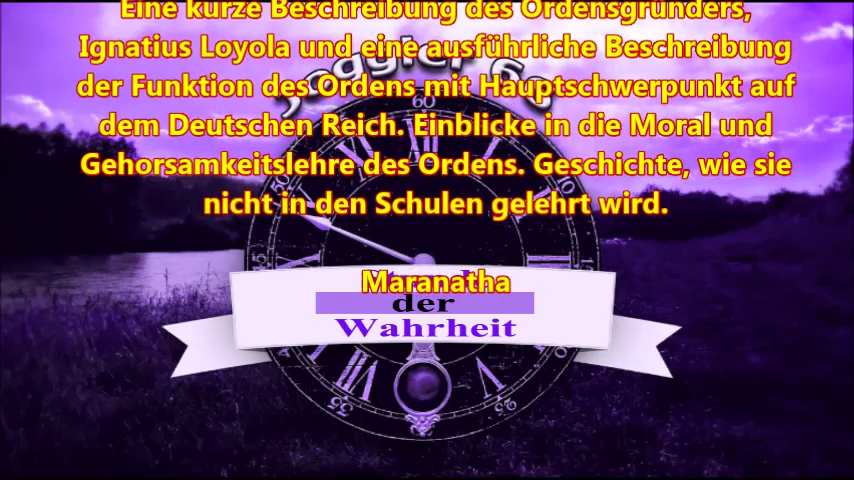 Eine kurze Beschreibung des Ordensgründers,
Ignatius Loyola und eine ausführliche Beschreibung
der Funktion des Ordens mit Hauptschwerpunkt auf
dem Deutschen Reich. Einblicke in die Moral und
Gehorsamkeitslehre des Ordens. Geschichte, wie sie
nicht in den Schulen gelehrt wird.
Maranatha
der
Wahrheit
60